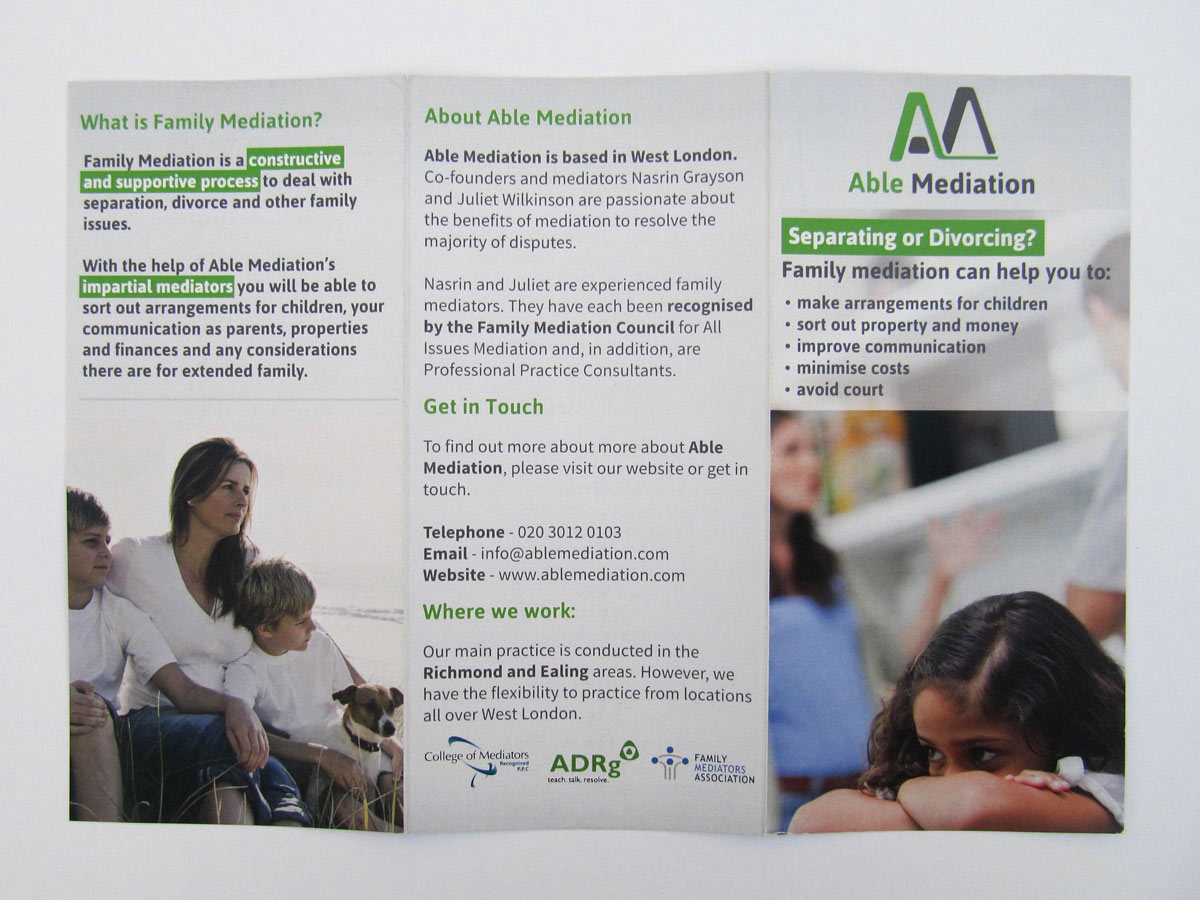 What is Family Mediation?
Family Mediation is a constructive
and supportive process to deal with
separation, divorce and other family
issues.
With the help of Able Mediation's
impartial mediators you will be able to
sort out arrangements for children, your
communication as parents, properties
and finances and any considerations
there are for extended family.
About Able Mediation
Able Mediation is based in West London.
Co-founders and mediators Nasrin Grayson
and Juliet Wilkinson are passionate about
the benefits of mediation to resolve the
majority of disputes.
Nasrin and Juliet are experienced family
mediators. They have each been recognised
by the Family Mediation Council for All
Issues Mediation and, in addition, are
Professional Practice Consultants.
Get in Touch
To find out more about more about Able
Mediation, please visit our website or get in
touch.
Telephone - 020 3012 0103
Email - info@ablemediation.com
Website - www.ablemediation.com
Where we work:
Our main practice is conducted in the
Richmond and Ealing areas. However, we
have the flexibility to practice from locations
all over West London.
College of Mediators
Recognised
P.P.C
ADRg
teach. talk. resolve.
FAMILY
MEDIATORS
ASSOCIATION
Able Mediation
Separating or Divorcing?
Family mediation can help you to:
• make arrangements for children
• sort out property and money
• improve communication
• minimise costs
• avoid court